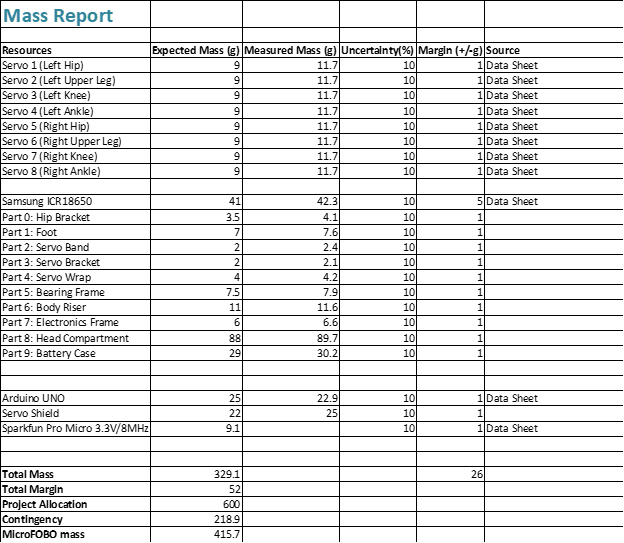 Mass Report
Resources Expected Mass (g) Measured Mass (g) Uncertainty(%) Margin (+/-g) Source
Servo 1 (Left Hip) 9 11.7 10 1 Data Sheet
Servo 2 (Left Upper Leg) 9 11.7 10 1 Data Sheet
Servo 3 (Left Knee) 9 11.7 10 1 Data Sheet
Servo 4 (Left Ankle) 9 11.7 10 1 Data Sheet
Servo 5 (Right Hip) 9 11.7 10 1 Data Sheet
Servo 6 (Right Upper Leg) 9 11.7 10 1 Data Sheet
Servo 7 (Right Knee) 9 11.7 10 1 Data Sheet
Servo 8 (Right Ankle) 9 11.7 10 1 Data Sheet
Samsung ICR18650 41 42.3 10 5 Data Sheet
Part 0: Hip Bracket 3.5 4.1 10 1
Part 1: Foot 7 7.6 10 1
Part 2: Servo Band 2 2.4 10 1
Part 3: Servo Bracket 2 2.1 10 1
Part 4: Servo Wrap 4 4.2 10 1
Part 5: Bearing Frame 7.5 7.9 10 1
Part 6: Body Riser 11 11.6 10 1
Part 7: Electronics Frame 6 6.6 10 1
Part 8: Head Compartment 88 89.7 10 1
Part 9: Battery Case 29 30.2 10 1
Arduino UNO 25 22.9 10 1 Data Sheet
Servo Shield 22 25 10 1
Sparkfun Pro Micro 3.3V/8MHz 9.1 10 1 Data Sheet
Total Mass 329.1 26
Total Margin 52
Project Allocation 600
Contingency 218.9
MicroFOBO mass 415.7